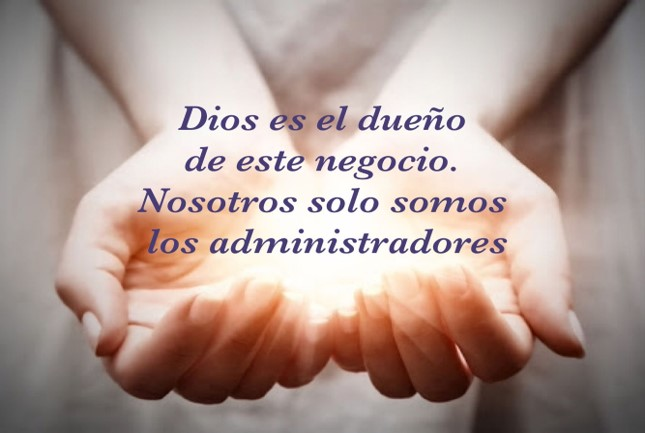 Dios es el dueño
de este negocio.
Nosotros solo somos
los administradores